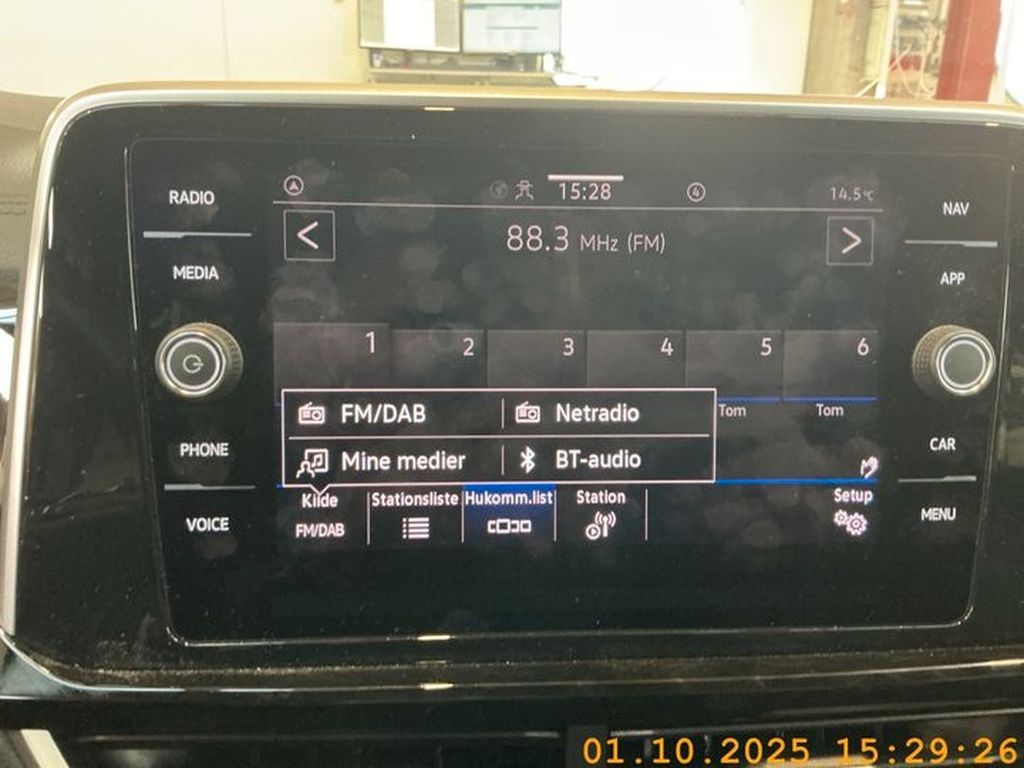 RADIO
MEDIA
PHONE
VOICE
15:28
4
14.5°C
88.3 MHz (FM)
1 2 3 4 5 6
Tom Tom
FM/DAB Netradio
Mine medier BT-audio
Kilde Stationsliste Hukomm.list Station Setup
FM/DAB
NAV
APP
CAR
MENU
01.10.2025 15:29:26